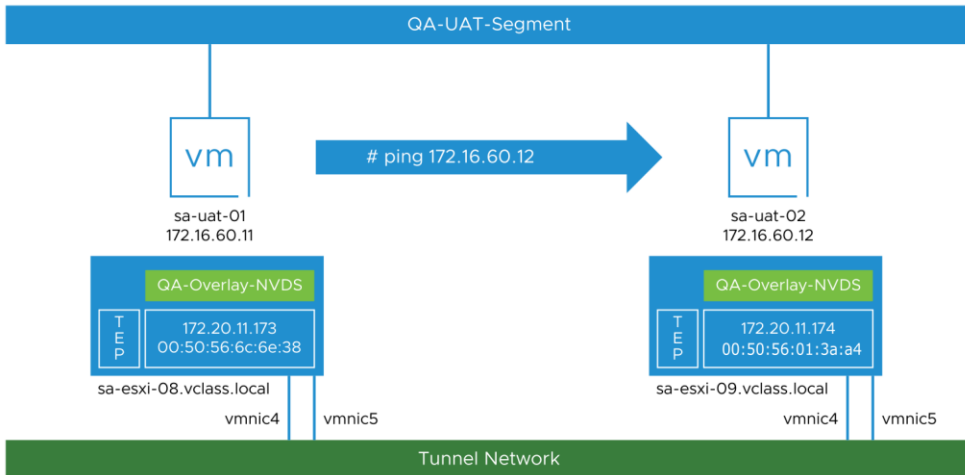 QA-UAT-Segment
vm
# ping 172.16.60.12
vm
sa-uat-01
172.16.60.11
sa-uat-02
172.16.60.12
QA-Overlay-NVDS
TEP
172.20.11.173
00:50:56:6c:6e:38
sa-esxi-08.vclass.local
vmnic4
vmnic5
QA-Overlay-NVDS
TEP
172.20.11.174
00:50:56:01:3a:a4
sa-esxi-09.vclass.local
vmnic4
vmnic5
Tunnel Network